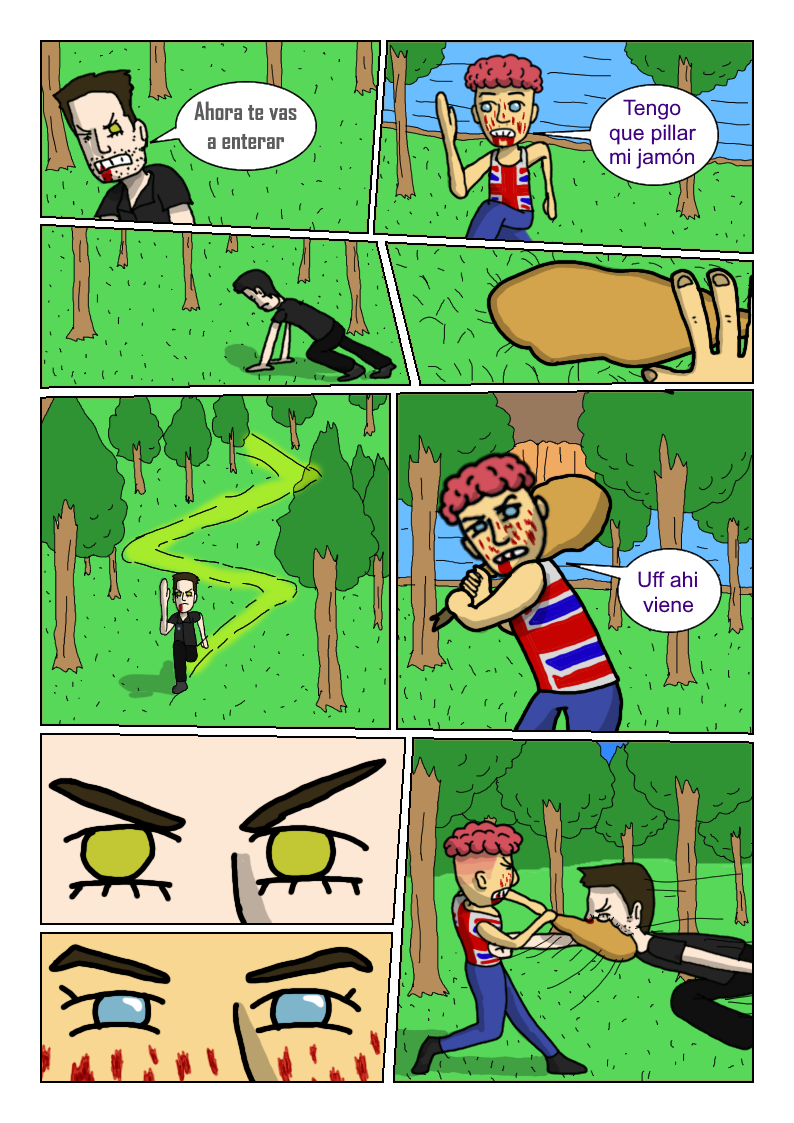 Ahora te vas
a enterar
Tengo
que pillar
mi jamón
Uff ahi
viene